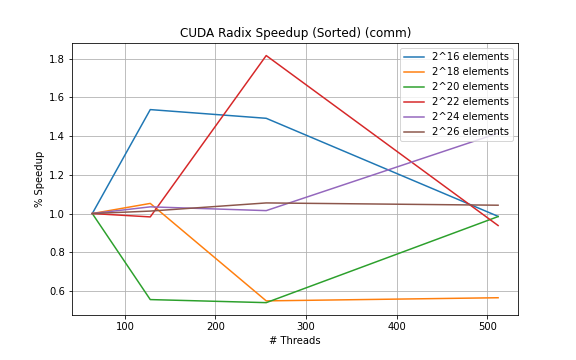 CUDA Radix Speedup (Sorted) (comm)
2^16 elements
2^18 elements
2^20 elements
2^22 elements
2^24 elements
2^26 elements
% Speedup
1.8
1.6
1.4
1.2
1.0
0.8
0.6
100 200 300 400 500
# Threads